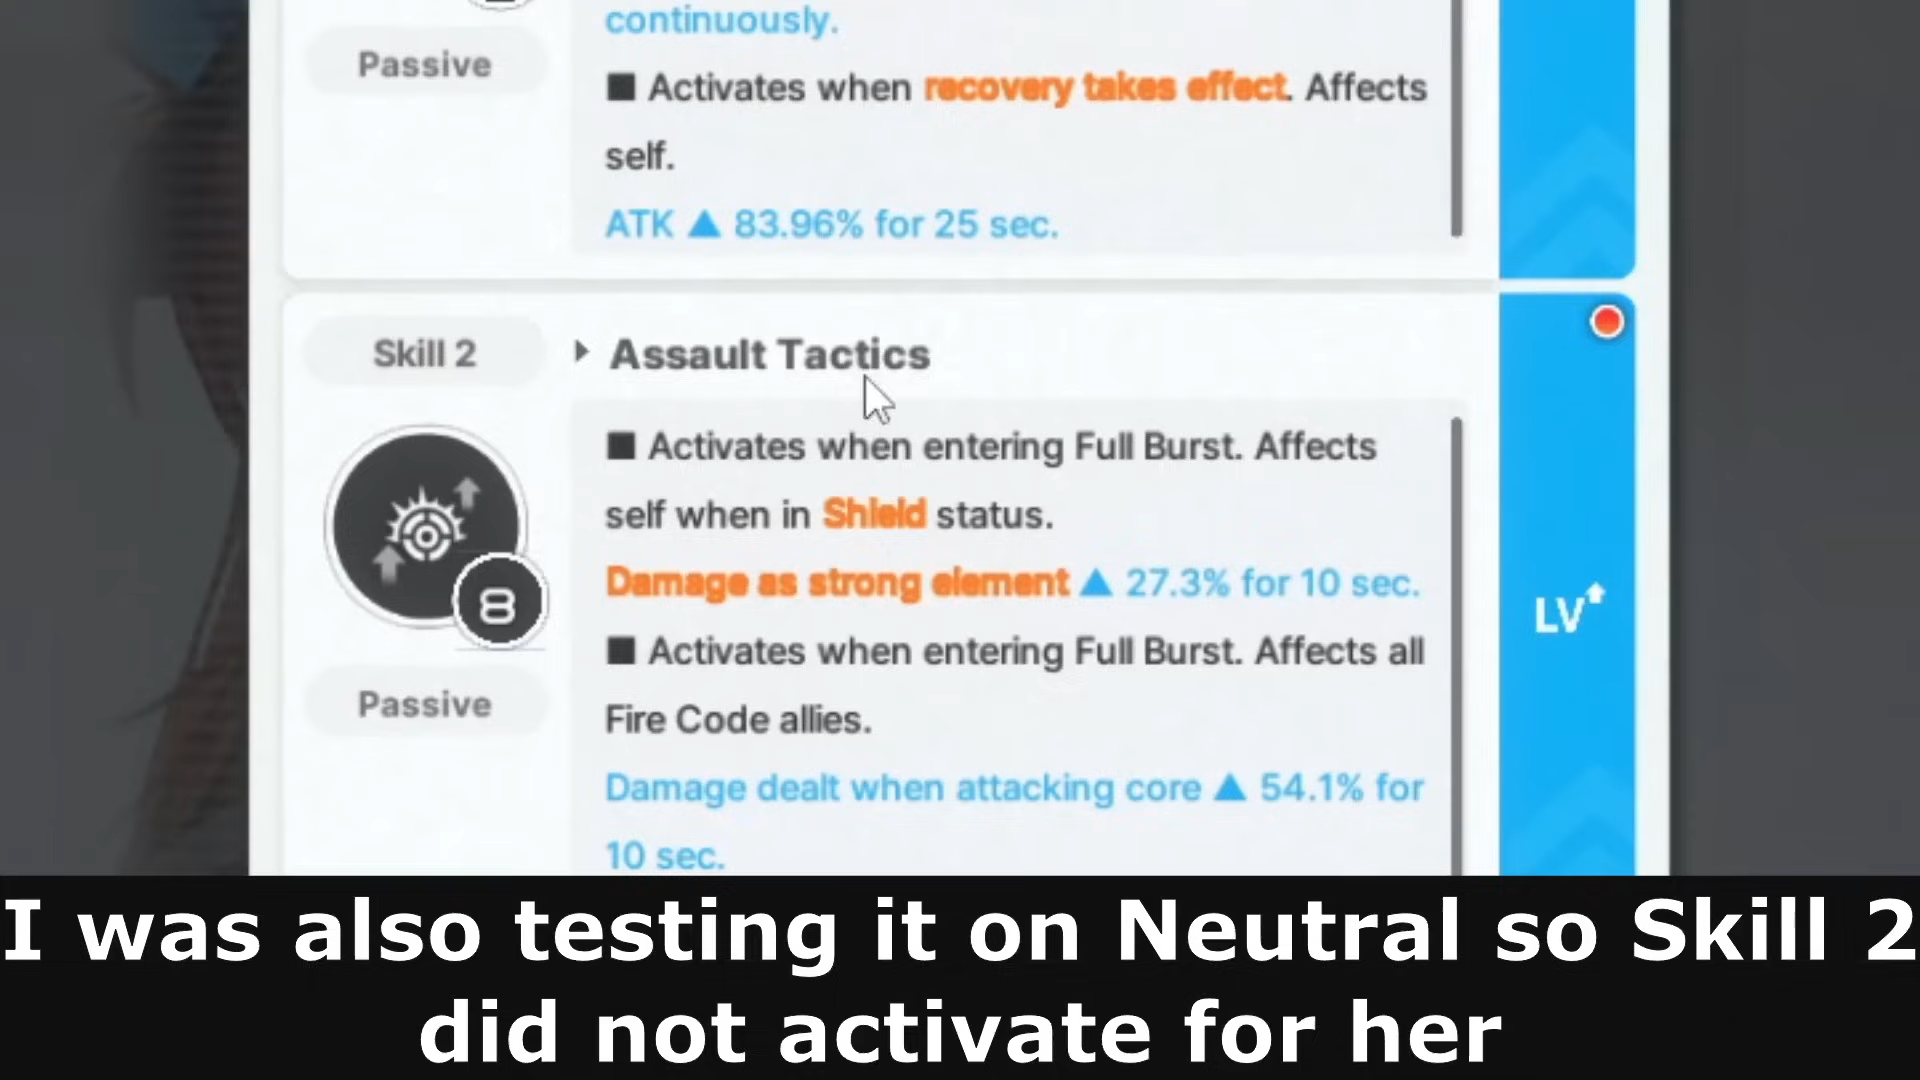 continuously.
Passive
■ Activates when recovery takes effect. Affects
self.
ATK ▲ 83.96% for 25 sec.
Skill 2
Assault Tactics
■ Activates when entering Full Burst. Affects
self when in Shield status.
Damage as strong element ▲ 27.3% for 10 sec.
8
LV
■ Activates when entering Full Burst. Affects all
Passive
Fire Code allies.
Damage dealt when attacking core ▲ 54.1% for
10 sec.
I was also testing it on Neutral so Skill 2
did not activate for her